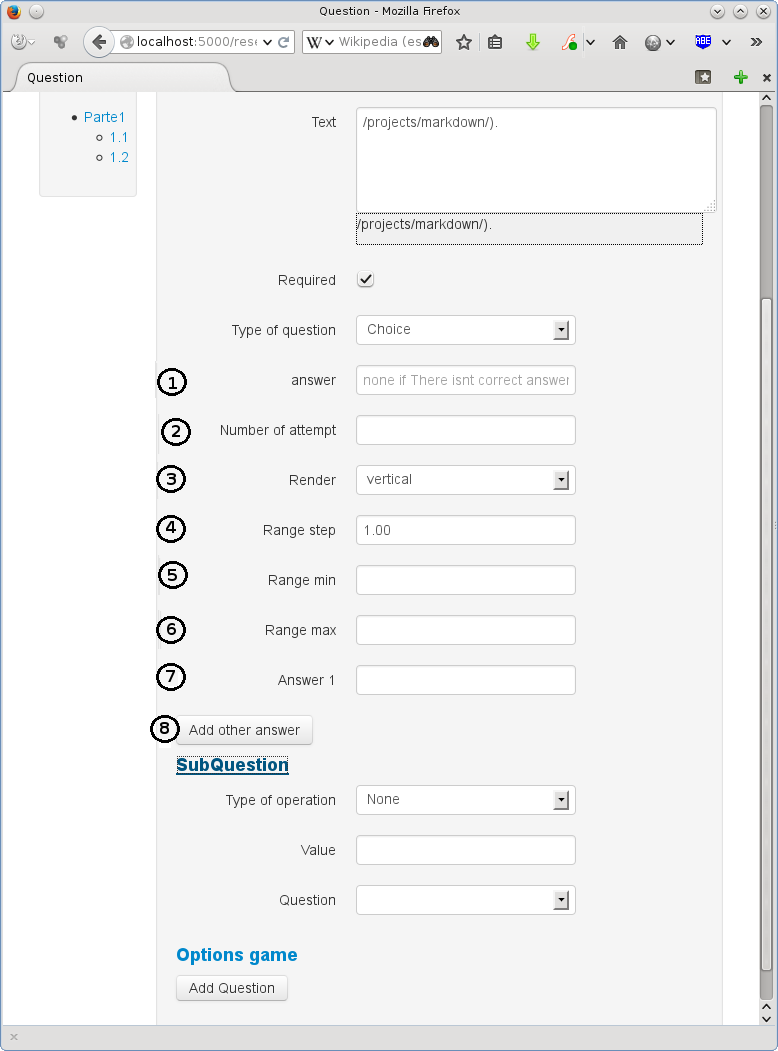 Question - Mozilla Firefox
localhost:5000/rese
W Wikipedia (es
ABE
Question
Parte1
1.1
1.2
Text /projects/markdown/).
/projects/markdown/).
Required
Type of question Choice
1 answer none if There isnt correct answer
2 Number of attempt
3 Render vertical
4 Range step 1.00
5 Range min
6 Range max
7 Answer 1
8 Add other answer
SubQuestion
Type of operation None
Value
Question
Options game
Add Question